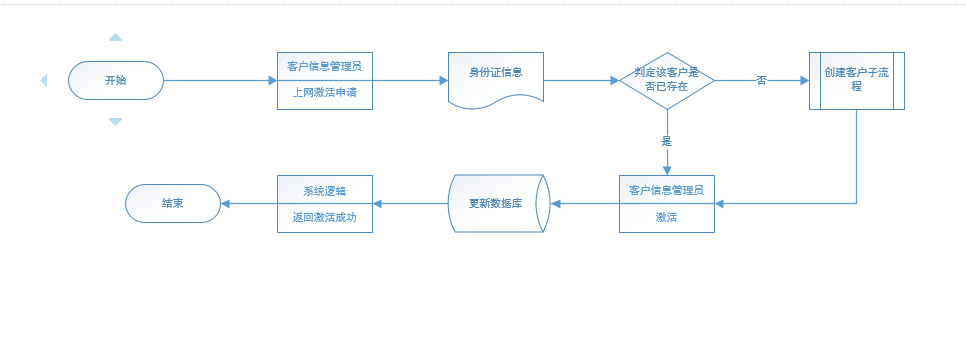 开始
客户信息管理员
上网激活申请
身份证信息
判定该客户是
否已存在
否
创建客户子流
程
是
结束
系统逻辑
返回激活成功
更新数据库
客户信息管理员
激活